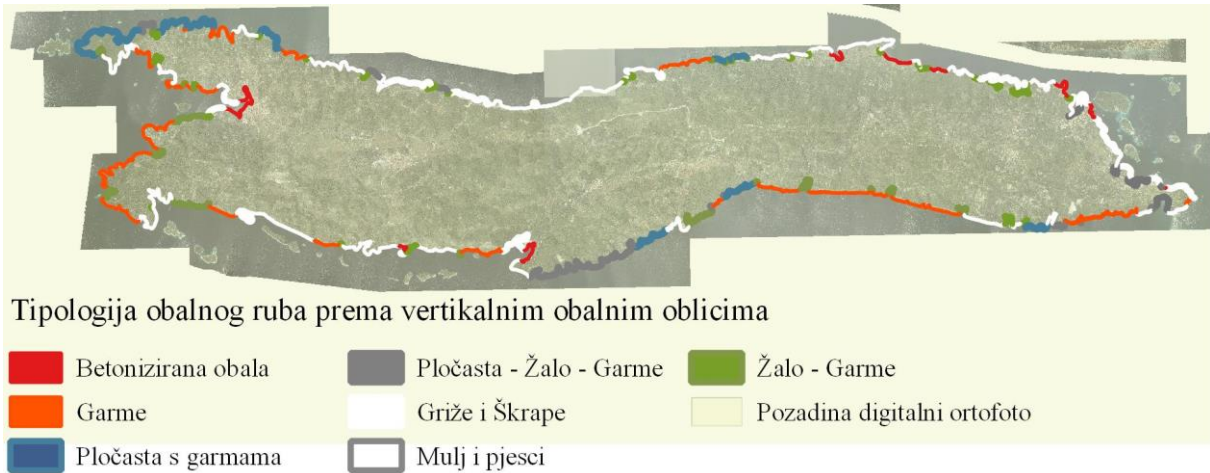 Tipologija obalnog ruba prema vertikalnim obalnim oblicima
Betonizirana obala
Pločasta - Žalo - Garme
Žalo - Garme
Garme
Griže i Škrape
Pozadina digitalni ortofoto
Pločasta s garmama
Mulj i pjesci